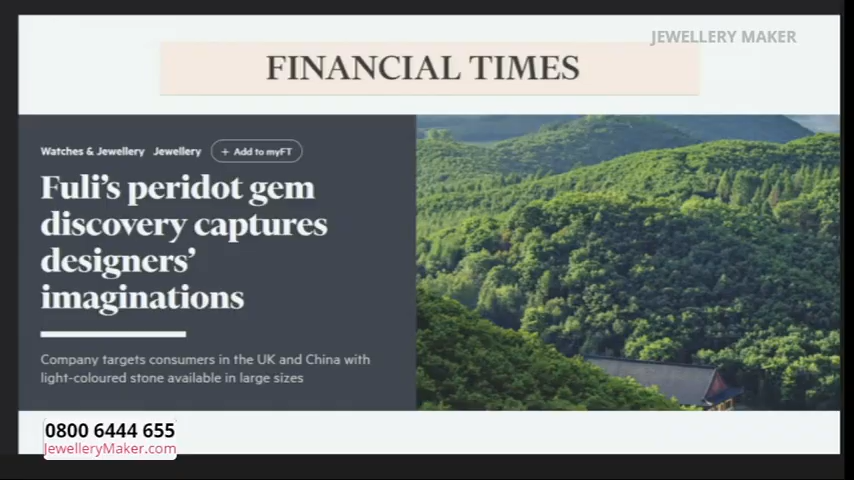 JEWELLERY MAKER
FINANCIAL TIMES
Watches & Jewellery Jewellery + Add to myFT
Fuli's peridot gem
discovery captures
designers'
imaginations
Company targets consumers in the UK and China with
light-coloured stone available in large sizes
0800 6444 655
JewelleryMaker.com